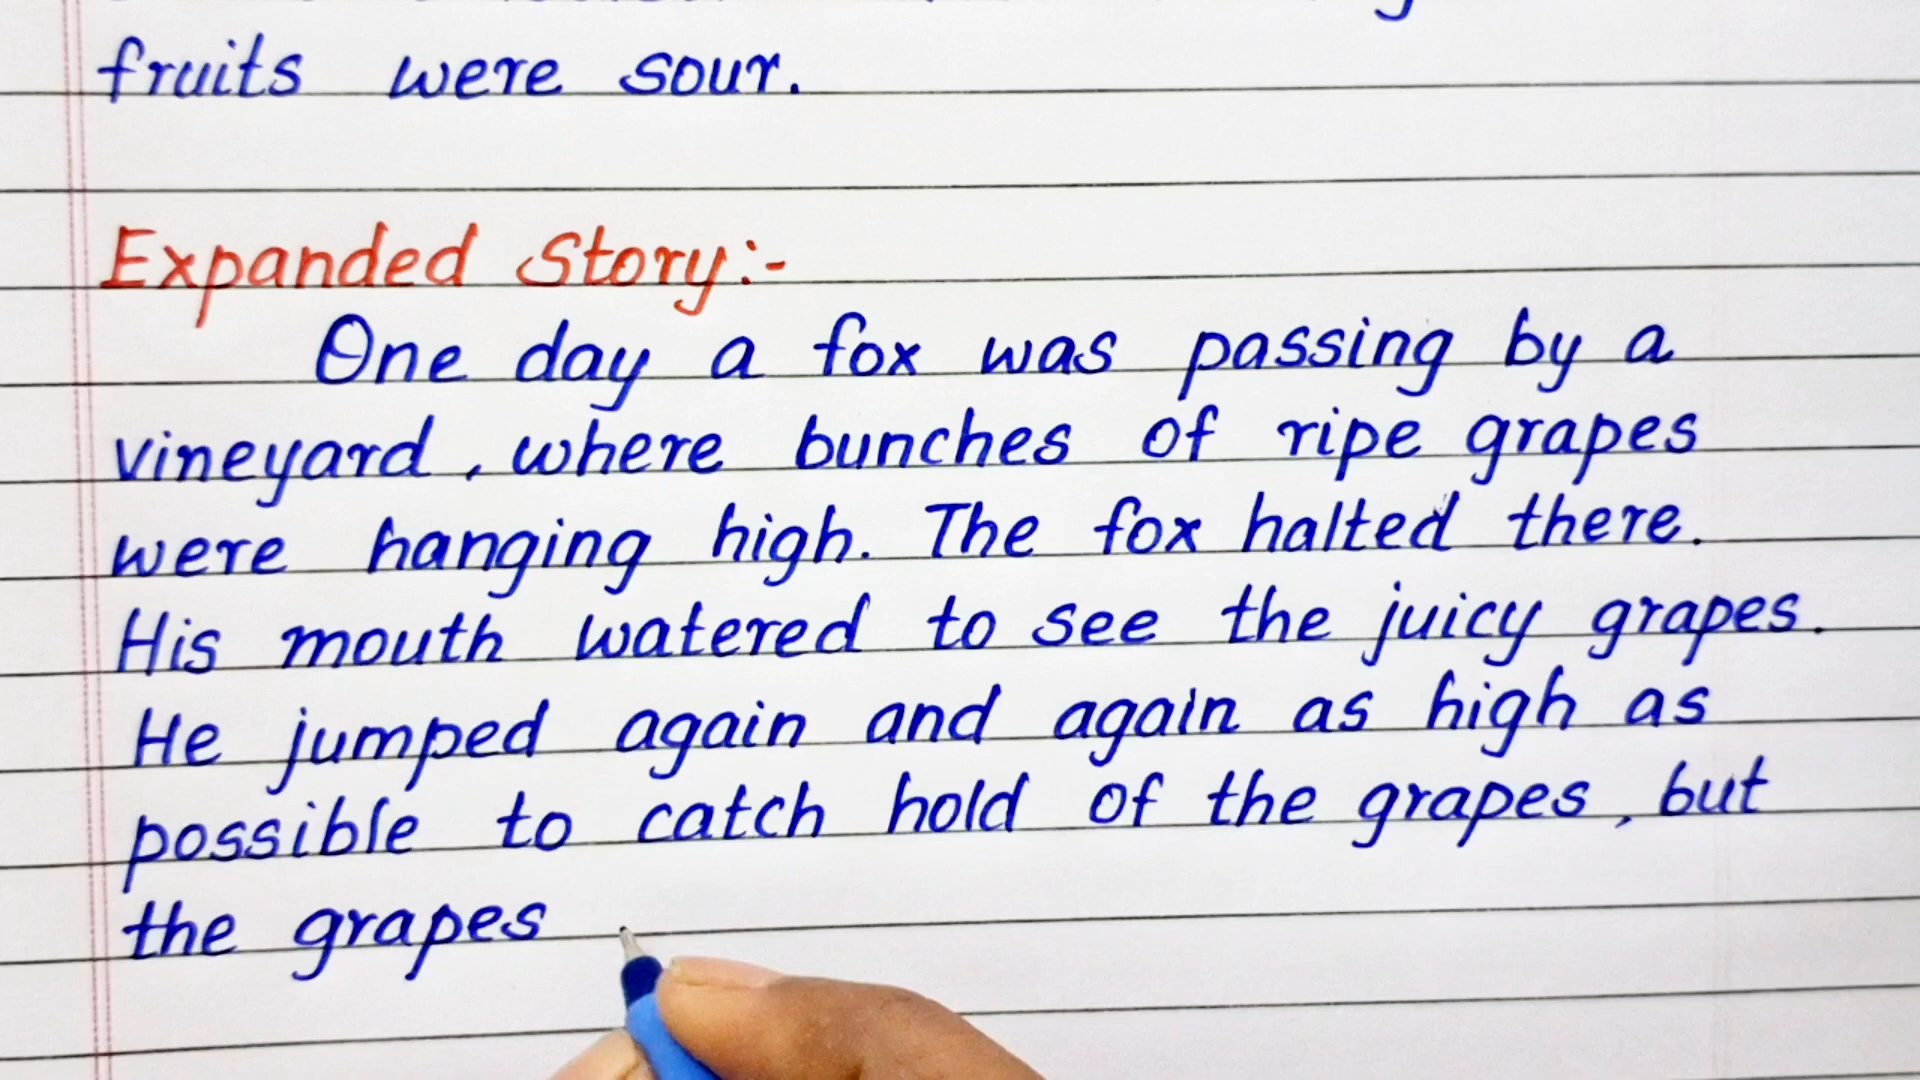 fruits were sour.
Expanded Story:-
One day a fox was passing by a
vineyard, where bunches of ripe grapes
were hanging high. The fox halted there.
His mouth watered to see the juicy grapes.
He jumped again and again as high as
possible to catch hold of the grapes, but
the grapes